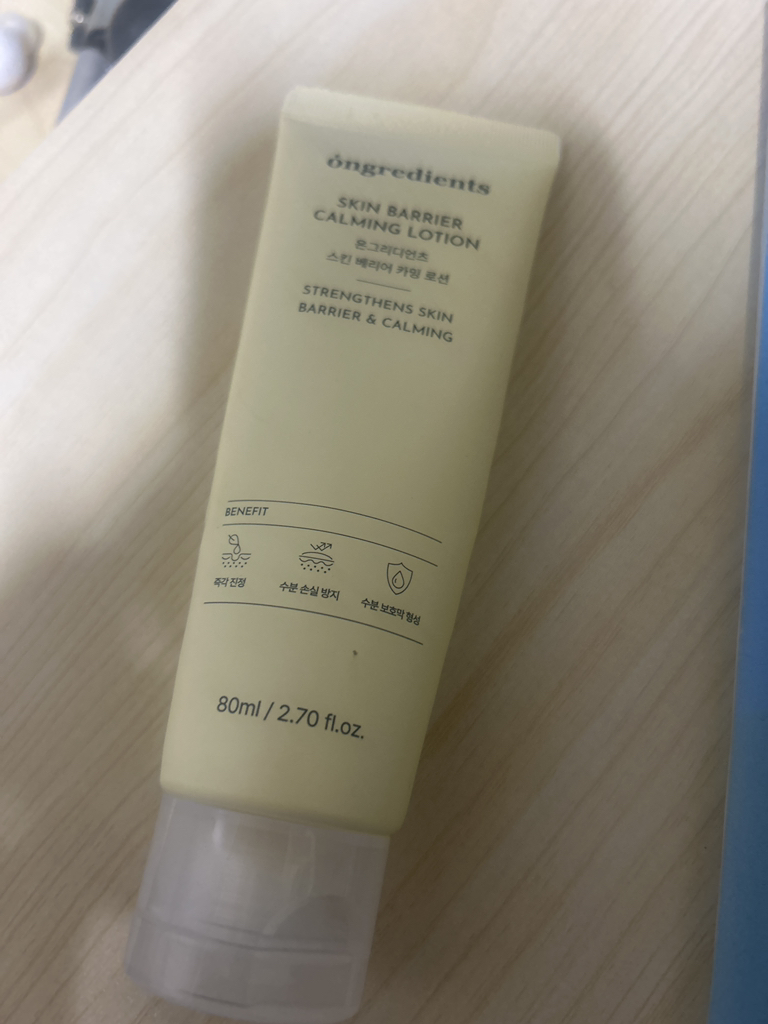 ongredients
SKIN BARRIER
CALMING LOTION
온그리디언츠
스킨 베리어 카밍 로션
STRENGTHENS SKIN
BARRIER & CALMING
BENEFIT
즉각 진정
수분 손실 방지
수분 보호막 형성
80ml / 2.70 fl.oz.